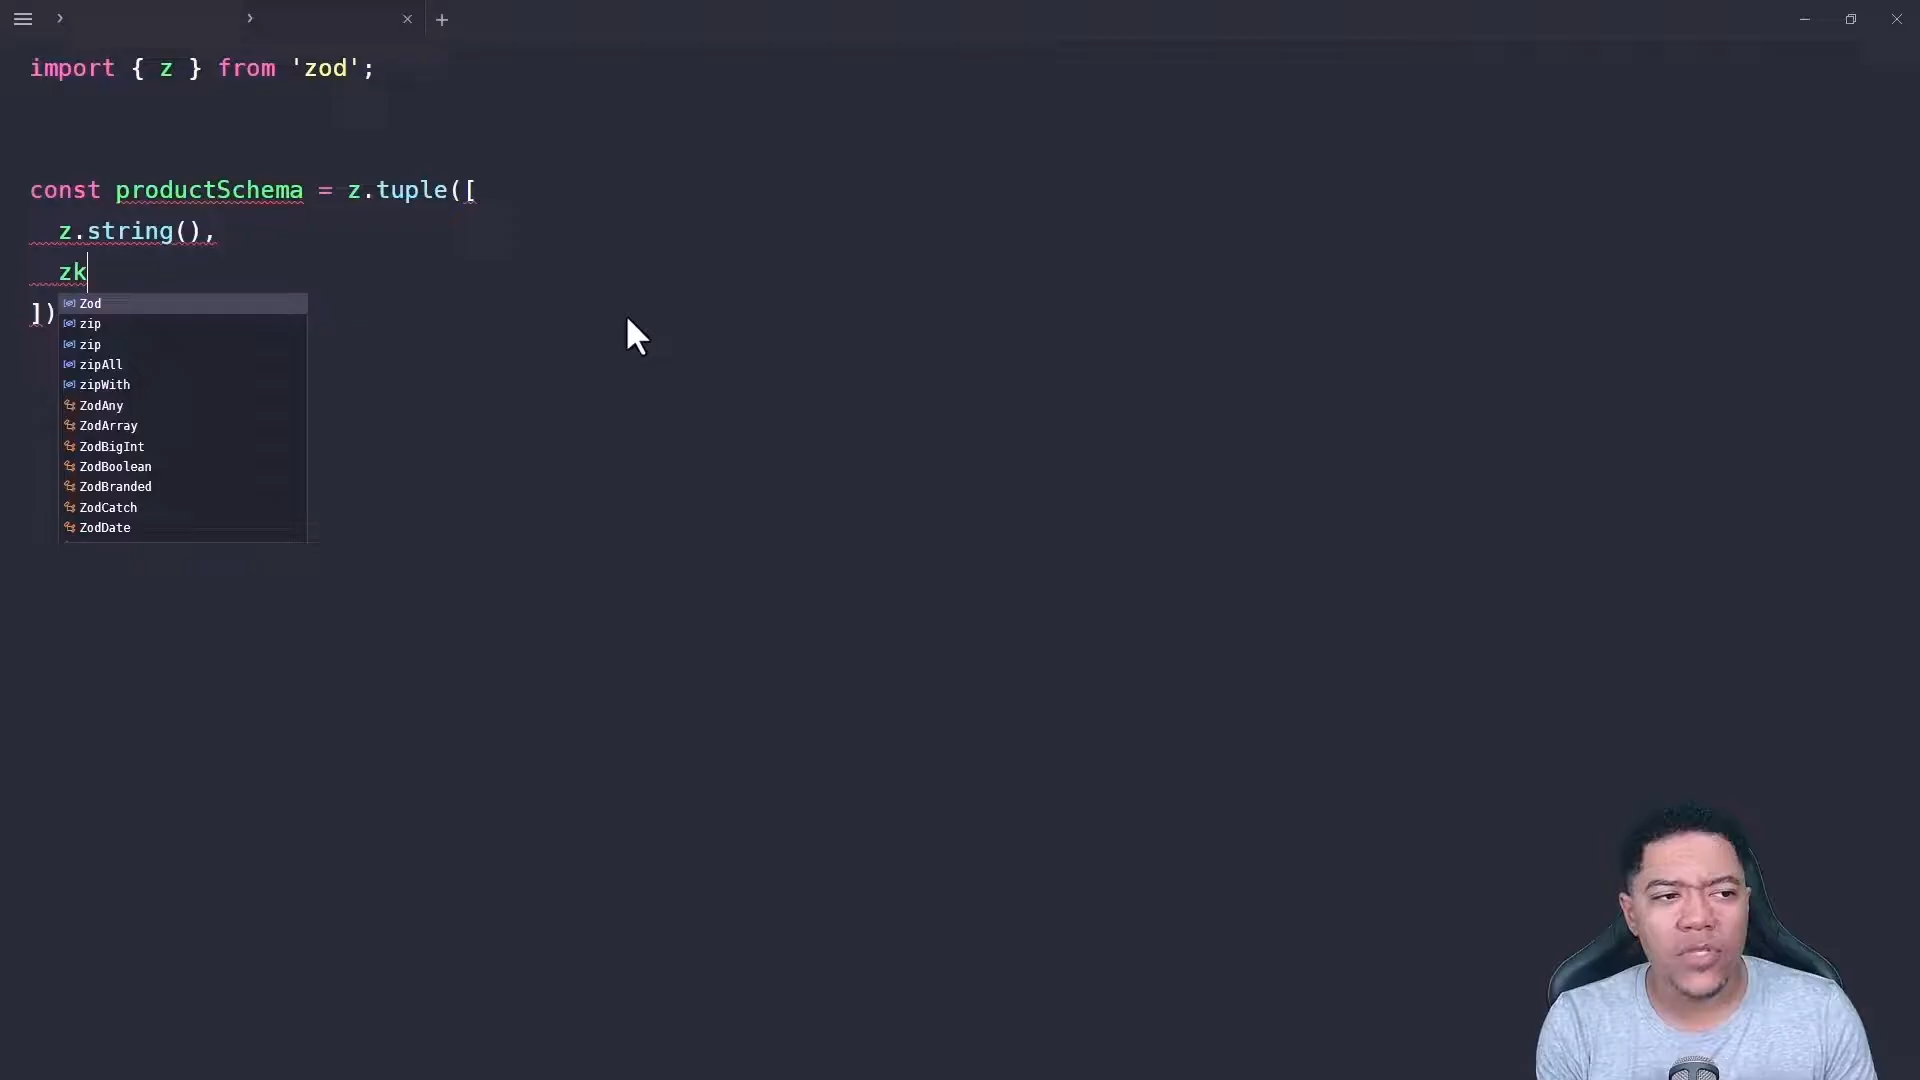 import { z } from 'zod';
const productSchema = z.tuple([
z.string(),
zk
])
Zod
zip
zip
zipAll
zipWith
ZodAny
ZodArray
ZodBigInt
ZodBoolean
ZodBranded
ZodCatch
ZodDate